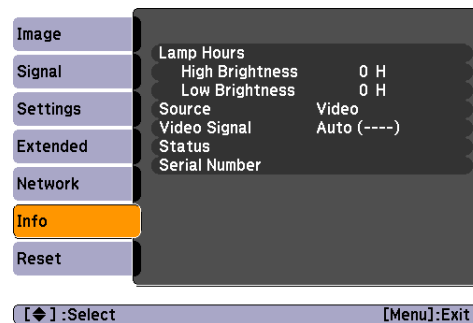 Image
Signal
Settings
Extended
Network
Info
Reset
Lamp Hours
High Brightness 0 H
Low Brightness 0 H
Source Video
Video Signal Auto (----)
Status
Serial Number
[◆] :Select [Menu]:Exit